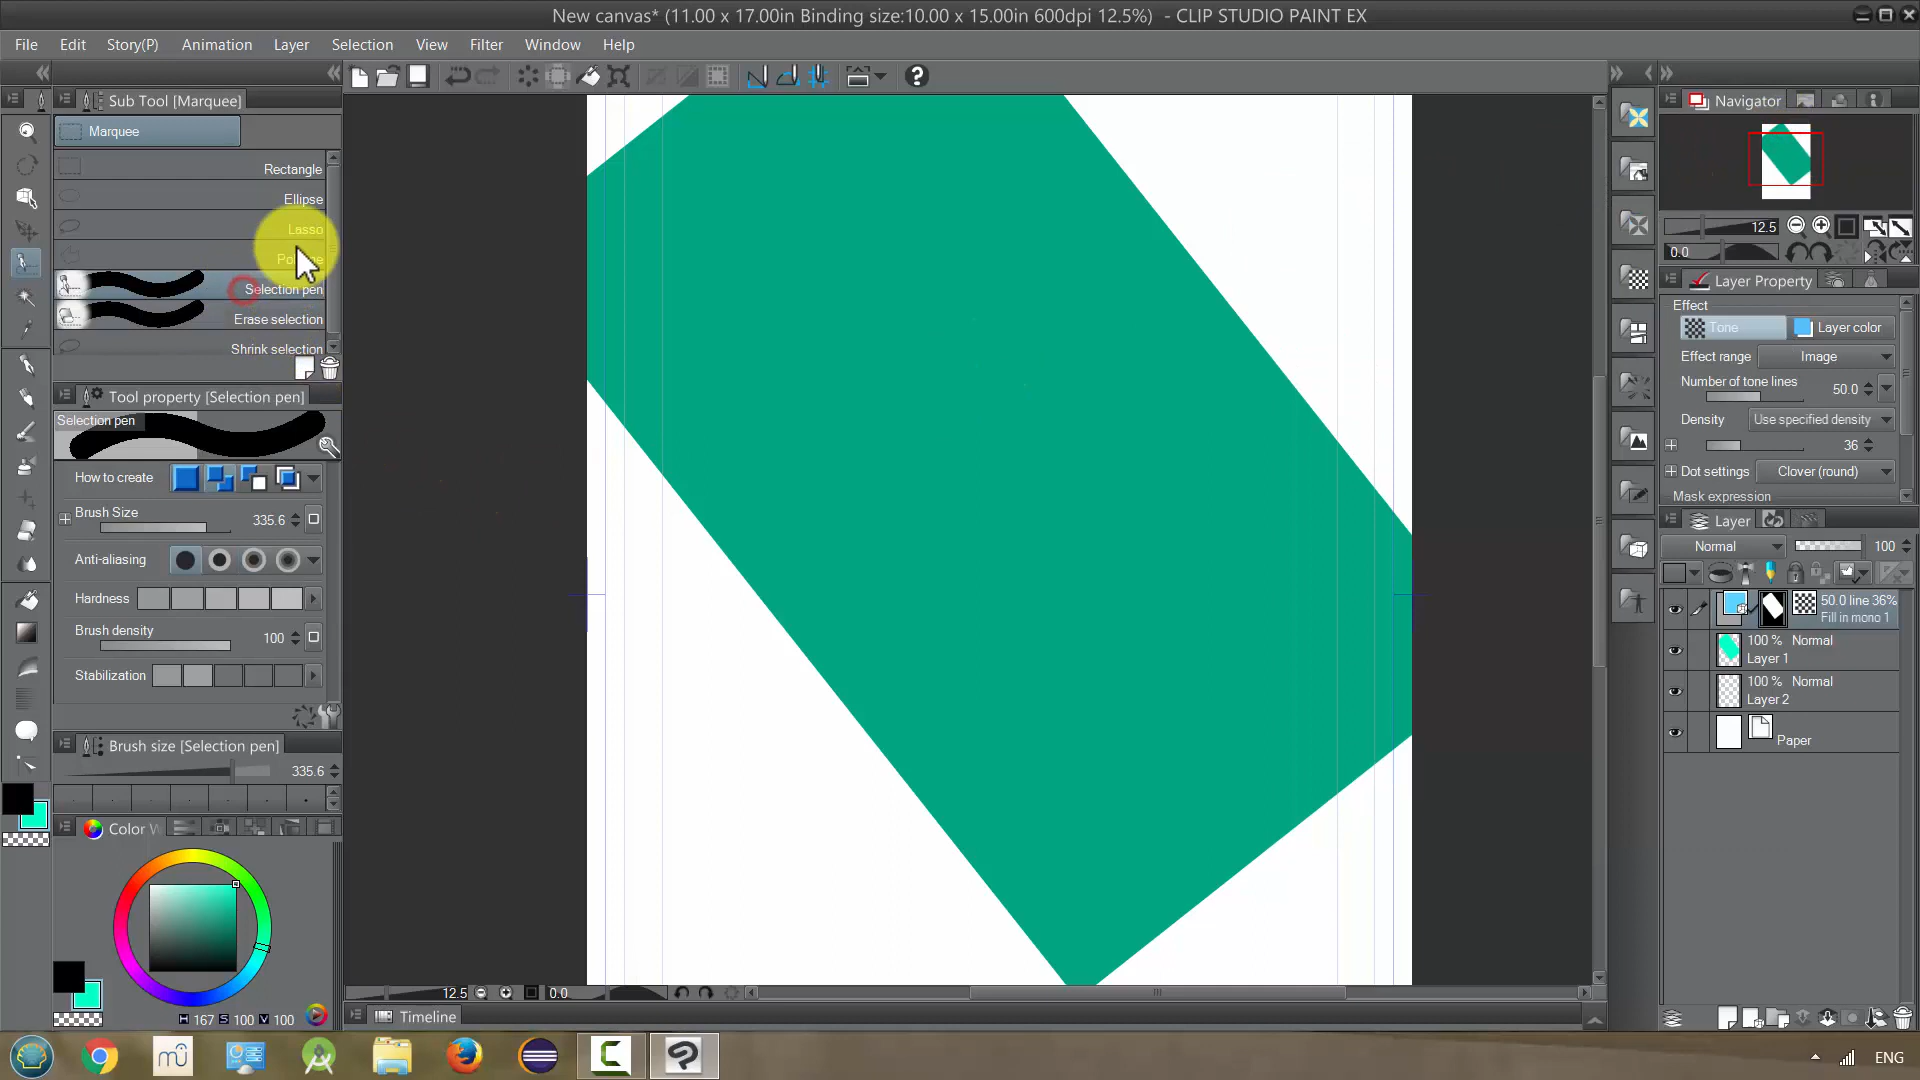 New canvas* (11.00 x 17.00in Binding size:10.00 x 15.00in 600dpi 12.5%) - CLIP STUDIO PAINT EX
File Edit Story(P) Animation Layer Selection View Filter Window Help
Sub Tool [Marquee]
Marquee
Rectangle
Ellipse
Lasso
Selection pen
Erase selection
Shrink selection
Tool property [Selection pen]
Selection pen
How to create
Brush Size 335.6
Anti-aliasing
Hardness
Brush density 100
Stabilization
Brush size [Selection pen]
335.6
Color W
H 167 S 100 V 100
12.5 0.0
Timeline
Navigator
12.5
0.0
Layer Property
Effect
Tone Layer color
Effect range Image
Number of tone lines 50.0
Density Use specified density
36
Dot settings Clover (round)
Mask expression
Layer
Normal 100
50.0 line 36%
Fill in mono 1
100 % Normal
Layer 1
100 % Normal
Layer 2
Paper
ENG